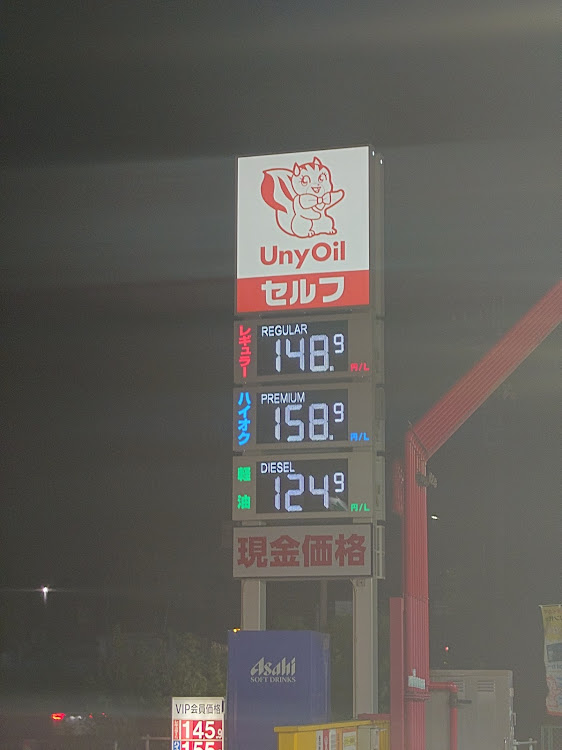 UnyOil
セルフ
レギュラー
REGULAR
148.9
円/L
ハイオク
PREMIUM
158.9
円/L
軽油
DIESEL
124.9
円/L
現金価格
Asahi
SOFT DRINKS
VIP会員価格
145.9
155